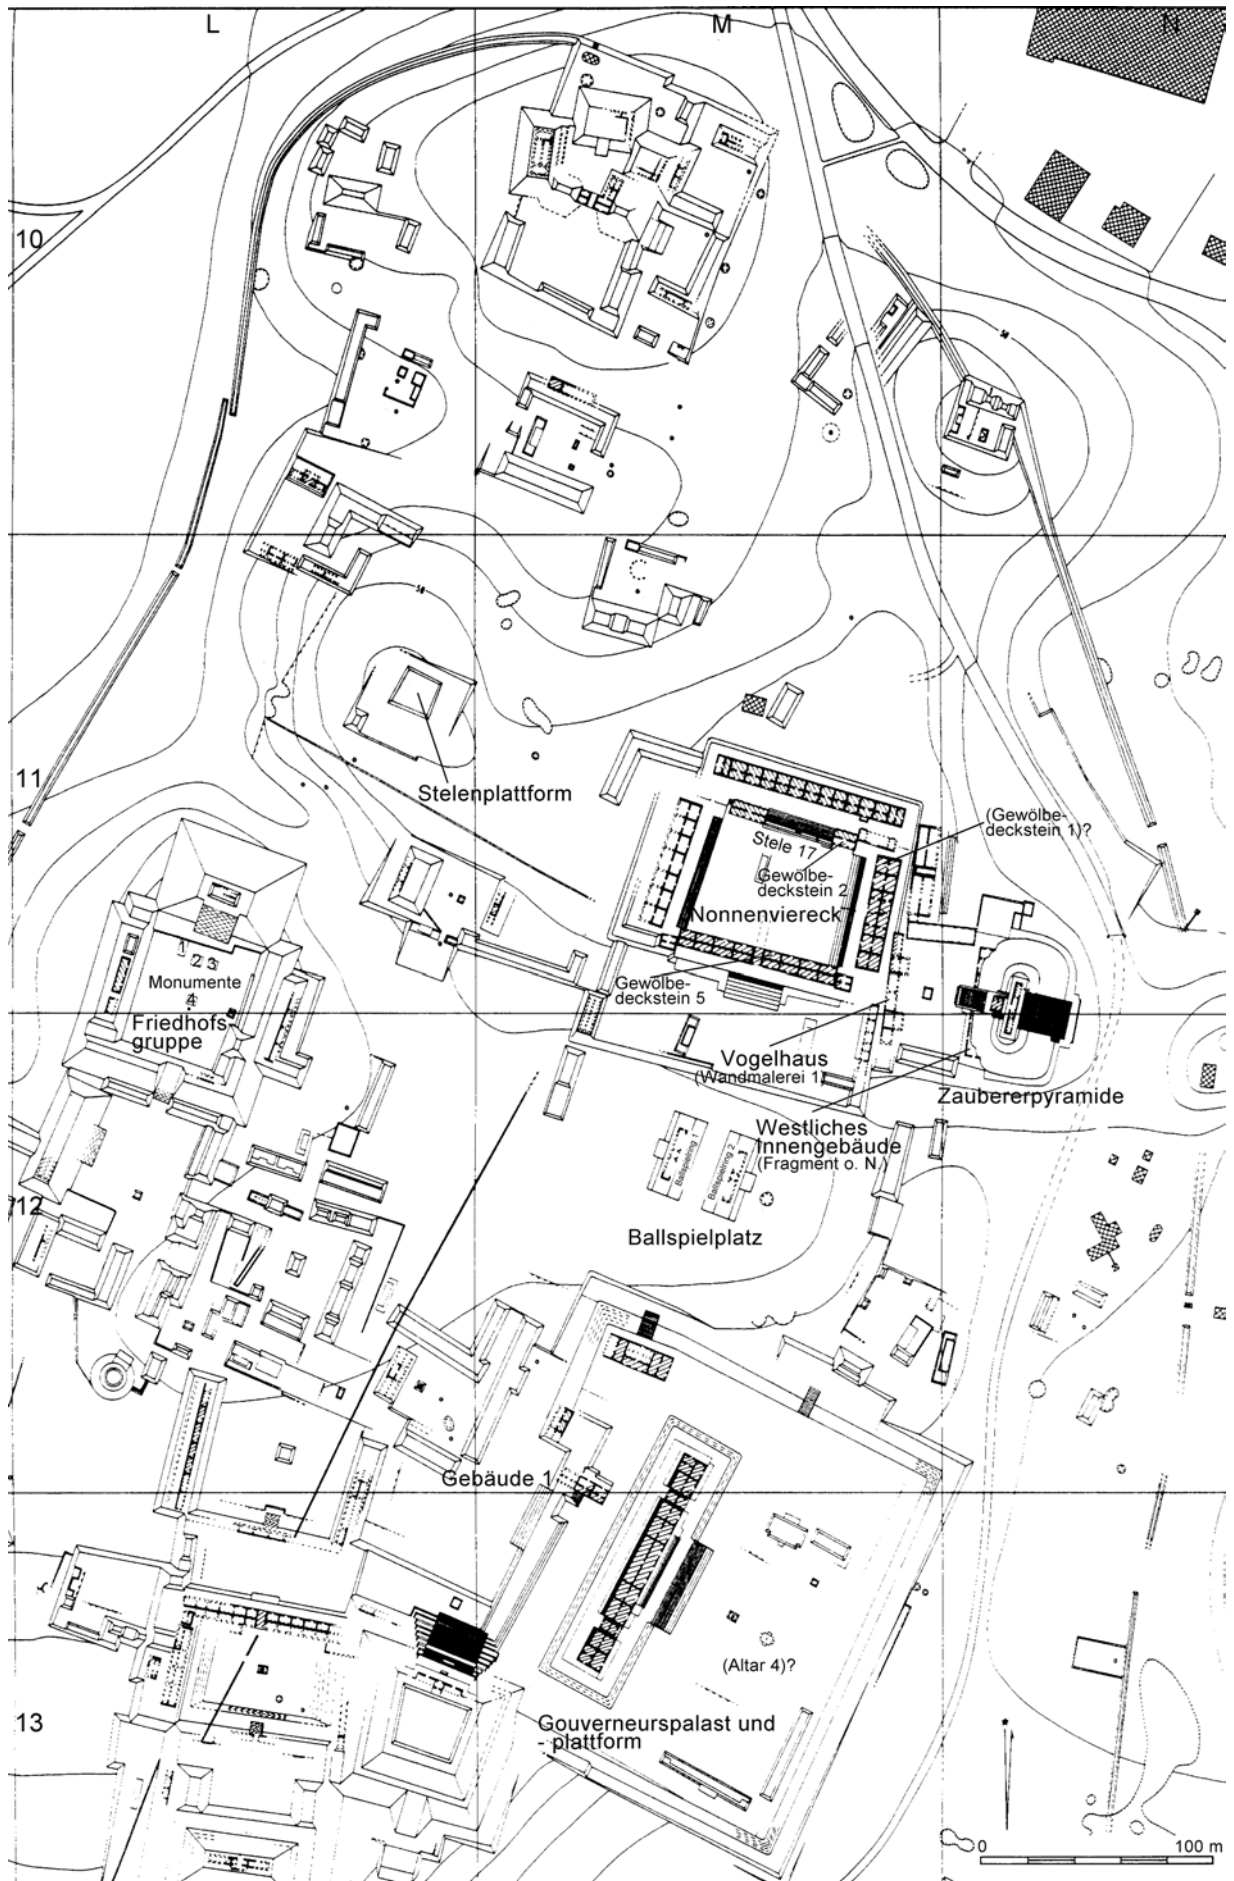 L
M
N
10
50
50
11
Stelenplattform
(Gewölbe-
deckstein 1)?
Stele 17
Gewölbe-
deckstein 2
Nonnenviereck
Gewölbe-
deckstein 5
1
2 3
Monumente
4
Friedhofs
gruppe
Vogelhaus
(Wandmalerei 1)
Zaubererpyramide
Westliches
Innengebäude
(Fragment o. N.)
Ballspielring 1
Ballspielring 2
12
Ballspielplatz
Gebäude 1
(Altar 4)?
13
Gouverneurspalast und
- plattform
0
100 m